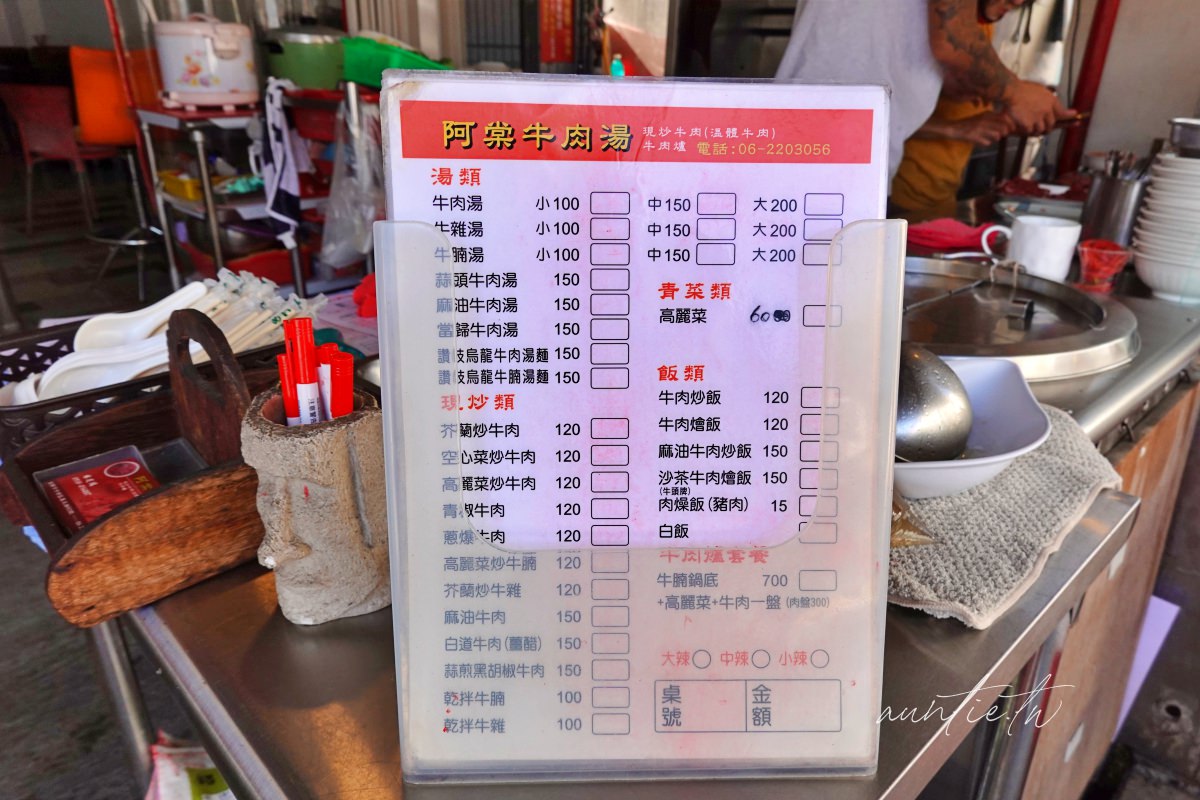 阿棠牛肉湯
現炒牛肉(溫體牛肉)
牛肉爐 電話:06-2203056
湯類
牛肉湯 小100 中150 大200
牛雜湯 小100 中150 大200
牛腩湯 小100 中150 大200
蒜頭牛肉湯 150
麻油牛肉湯 150
當歸牛肉湯 150
讚岐烏龍牛肉湯麵 150
讚岐烏龍牛腩湯麵 150
現炒類
芥蘭炒牛肉 120
空心菜炒牛肉 120
高麗菜炒牛肉 120
青椒牛肉 120
蔥爆牛肉 120
高麗菜炒牛腩 120
芥蘭炒牛雜 120
麻油牛肉 150
白道牛肉(薑醋) 150
蒜煎黑胡椒牛肉 150
乾拌牛腩 100
乾拌牛雜 100
青菜類
高麗菜 60
飯類
牛肉炒飯 120
牛肉燴飯 120
麻油牛肉炒飯 150
沙茶牛肉燴飯 150
(牛頭牌)
肉燥飯(豬肉) 15
白飯
牛肉爐套餐
牛腩鍋底 700
+高麗菜+牛肉一盤(肉盤300)
大辣 中辣 小辣
桌號 金額
auntie.th